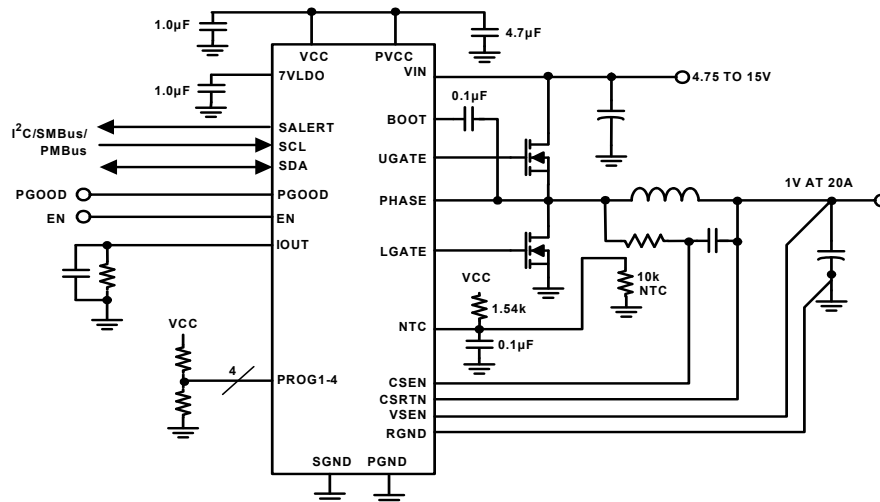 1.0µF
4.7µF
VCC
PVCC
7VLDO
VIN
4.75 TO 15V
1.0µF
0.1µF
BOOT
I²C/SMBus/
PMBus
SALERT
SCL
SDA
UGATE
PGOOD
PGOOD
PHASE
1V AT 20A
EN
EN
IOUT
LGATE
VCC
10k
NTC
1.54k
VCC
NTC
0.1µF
4
PROG1-4
CSEN
CSRTN
VSEN
RGND
SGND
PGND